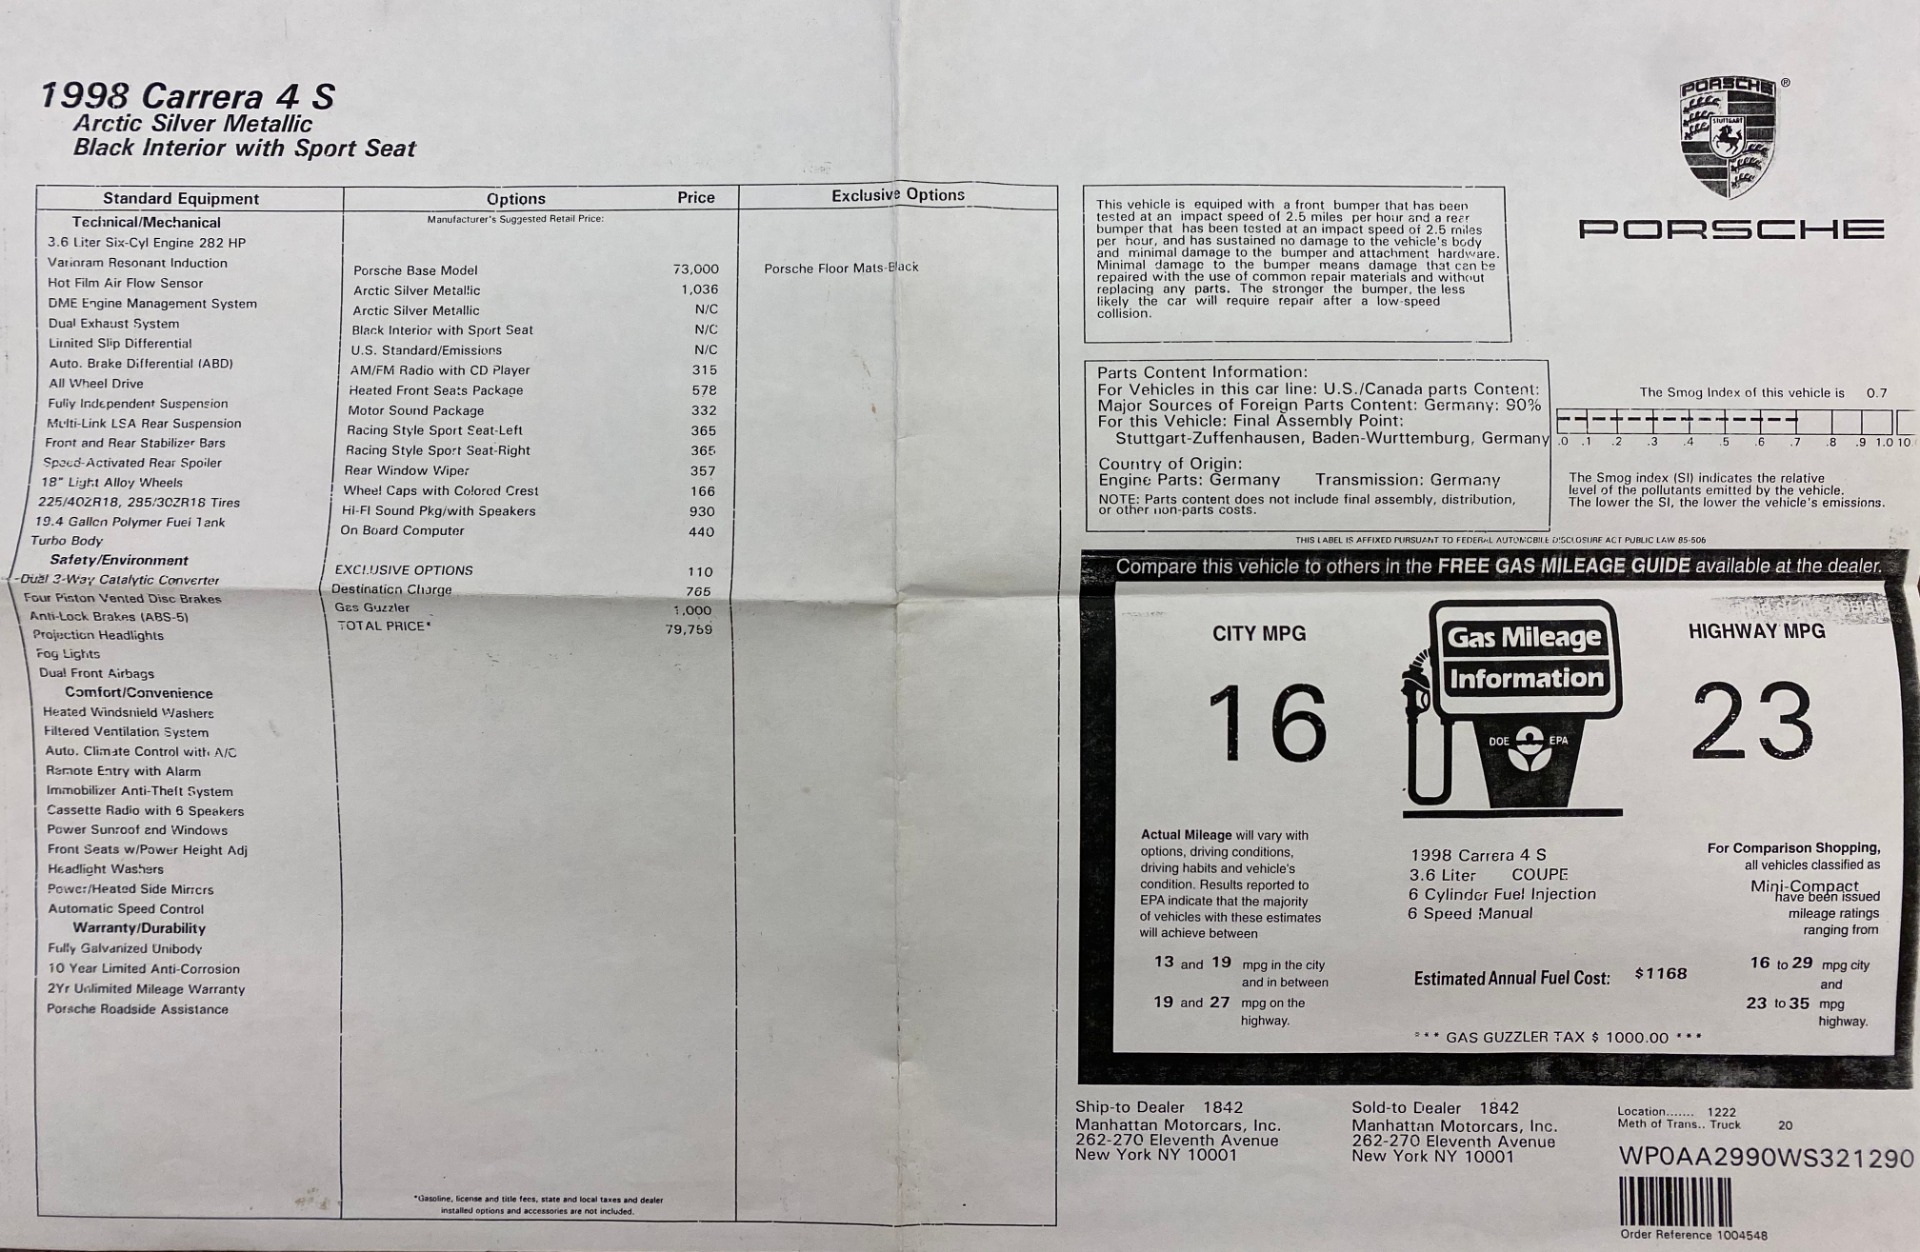 1998 Carrera 4 S
Arctic Silver Metallic
Black Interior with Sport Seat
Standard Equipment
Technical/Mechanical
3.6 Liter Six-Cyl Engine 282 HP
Varioram Resonant Induction
Hot Film Air Flow Sensor
DME Engine Management System
Dual Exhaust System
Limited Slip Differential
Auto. Brake Differential (ABD)
All Wheel Drive
Fully Independent Suspension
Multi-Link LSA Rear Suspension
Front and Rear Stabilizer Bars
Speed-Activated Rear Spoiler
18" Light Alloy Wheels
225/40ZR18, 285/30ZR18 Tires
19.4 Gallon Polymer Fuel Tank
Turbo Body
Safety/Environment
Dual 3-Way Catalytic Converter
Four Piston Vented Disc Brakes
Anti-Lock Brakes (ABS-5)
Projection Headlights
Fog Lights
Dual Front Airbags
Comfort/Convenience
Heated Windshield Washers
Filtered Ventilation System
Auto. Climate Control with A/C
Remote Entry with Alarm
Immobilizer Anti-Theft System
Cassette Radio with 6 Speakers
Power Sunroof and Windows
Front Seats w/Power Height Adj
Headlight Washers
Power/Heated Side Mirrors
Automatic Speed Control
Warranty/Durability
Fully Galvanized Unibody
10 Year Limited Anti-Corrosion
2Yr Unlimited Mileage Warranty
Porsche Roadside Assistance
Options Price
Manufacturer's Suggested Retail Price:
Porsche Base Model 73,000
Arctic Silver Metallic 1,036
Arctic Silver Metallic N/C
Black Interior with Sport Seat N/C
U.S. Standard/Emissions N/C
AM/FM Radio with CD Player 315
Heated Front Seats Package 578
Motor Sound Package 332
Racing Style Sport Seat-Left 365
Racing Style Sport Seat-Right 365
Rear Window Wiper 357
Wheel Caps with Colored Crest 166
Hi-FI Sound Pkg/with Speakers 930
On Board Computer 440
EXCLUSIVE OPTIONS 110
Destination Charge 765
Gas Guzzler 1,000
TOTAL PRICE* 79,759
*Gasoline, license and title fees, state and local taxes and dealer
installed options and accessories are not included.
Exclusive Options
Porsche Floor Mats-Black
This vehicle is equiped with a front bumper that has been
tested at an impact speed of 2.5 miles per hour and a rear
bumper that has been tested at an impact speed of 2.5 miles
per hour, and has sustained no damage to the vehicle's body
and minimal damage to the bumper and attachment hardware.
Minimal damage to the bumper means damage that can be
repaired with the use of common repair materials and without
replacing any parts. The stronger the bumper, the less
likely the car will require repair after a low-speed
collision.
PORSCHE ®
STUTTGART
PORSCHE
Parts Content Information:
For Vehicles in this car line: U.S./Canada parts Content:
Major Sources of Foreign Parts Content: Germany: 90%
For this Vehicle: Final Assembly Point:
Stuttgart-Zuffenhausen, Baden-Wurttemburg, Germany
Country of Origin:
Engine Parts: Germany Transmission: Germany
NOTE: Parts content does not include final assembly, distribution,
or other non-parts costs.
The Smog Index of this vehicle is 0.7
.0 .1 .2 .3 .4 .5 .6 .7 .8 .9 1.0 10
The Smog index (SI) indicates the relative
level of the pollutants emitted by the vehicle.
The lower the SI, the lower the vehicle's emissions.
THIS LABEL IS AFFIXED PURSUANT TO FEDERAL AUTOMOBILE DISCLOSURE ACT PUBLIC LAW 85-506
Compare this vehicle to others in the FREE GAS MILEAGE GUIDE available at the dealer.
CITY MPG
16
Gas Mileage
Information
DOE EPA
HIGHWAY MPG
23
Actual Mileage will vary with
options, driving conditions,
driving habits and vehicle's
condition. Results reported to
EPA indicate that the majority
of vehicles with these estimates
will achieve between
13 and 19 mpg in the city
and in between
19 and 27 mpg on the
highway.
1998 Carrera 4 S
3.6 Liter COUPE
6 Cylinder Fuel Injection
6 Speed Manual
Estimated Annual Fuel Cost: $1168
*** GAS GUZZLER TAX $ 1000.00 ***
For Comparison Shopping,
all vehicles classified as
Mini-Compact
have been issued
mileage ratings
ranging from
16 to 29 mpg city
and
23 to 35 mpg
highway.
Ship-to Dealer 1842
Manhattan Motorcars, Inc.
262-270 Eleventh Avenue
New York NY 10001
Sold-to Dealer 1842
Manhattan Motorcars, Inc.
262-270 Eleventh Avenue
New York NY 10001
Location....... 1222
Meth of Trans.. Truck 20
WP0AA2990WS321290
Order Reference 1004548